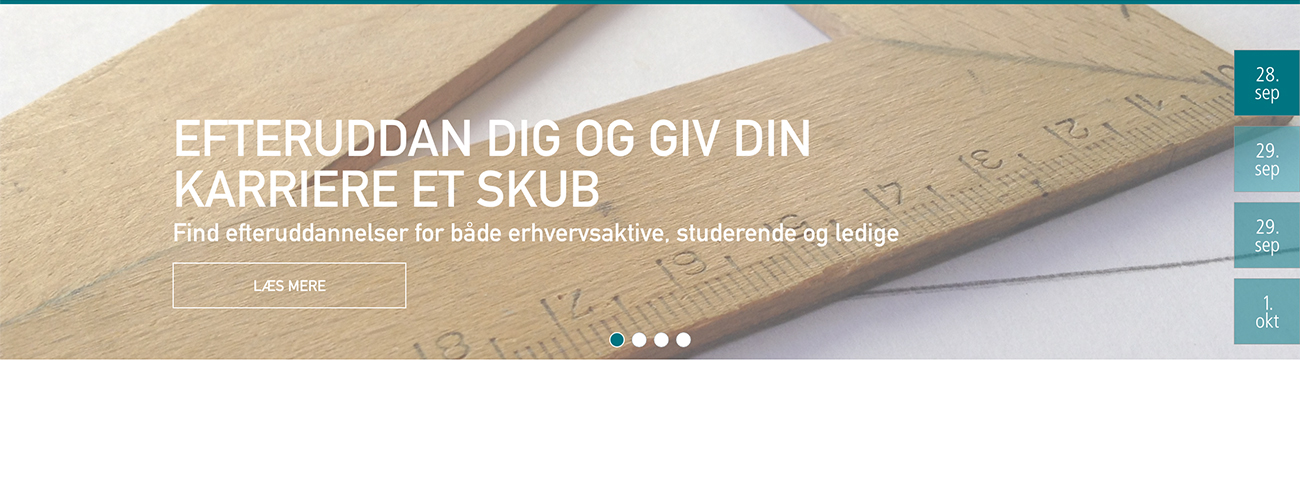 EFTERUDDAN DIG OG GIV DIN
KARRIERE ET SKUB
Find efteruddannelser for både erhvervsaktive, studerende og ledige
LÆS MERE
28.
sep
29.
sep
29.
sep
1.
okt